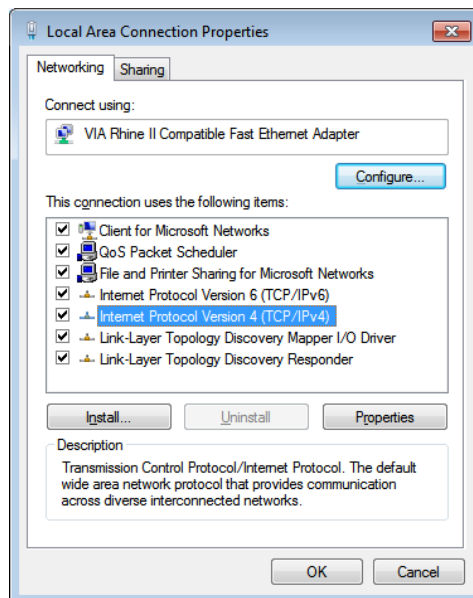 Local Area Connection Properties
Networking
Sharing
Connect using:
VIA Rhine II Compatible Fast Ethernet Adapter
Configure...
This connection uses the following items:
Client for Microsoft Networks
QoS Packet Scheduler
File and Printer Sharing for Microsoft Networks
Internet Protocol Version 6 (TCP/IPv6)
Internet Protocol Version 4 (TCP/IPv4)
Link-Layer Topology Discovery Mapper I/O Driver
Link-Layer Topology Discovery Responder
Install...
Uninstall
Properties
Description
Transmission Control Protocol/Internet Protocol. The default
wide area network protocol that provides communication
across diverse interconnected networks.
OK
Cancel